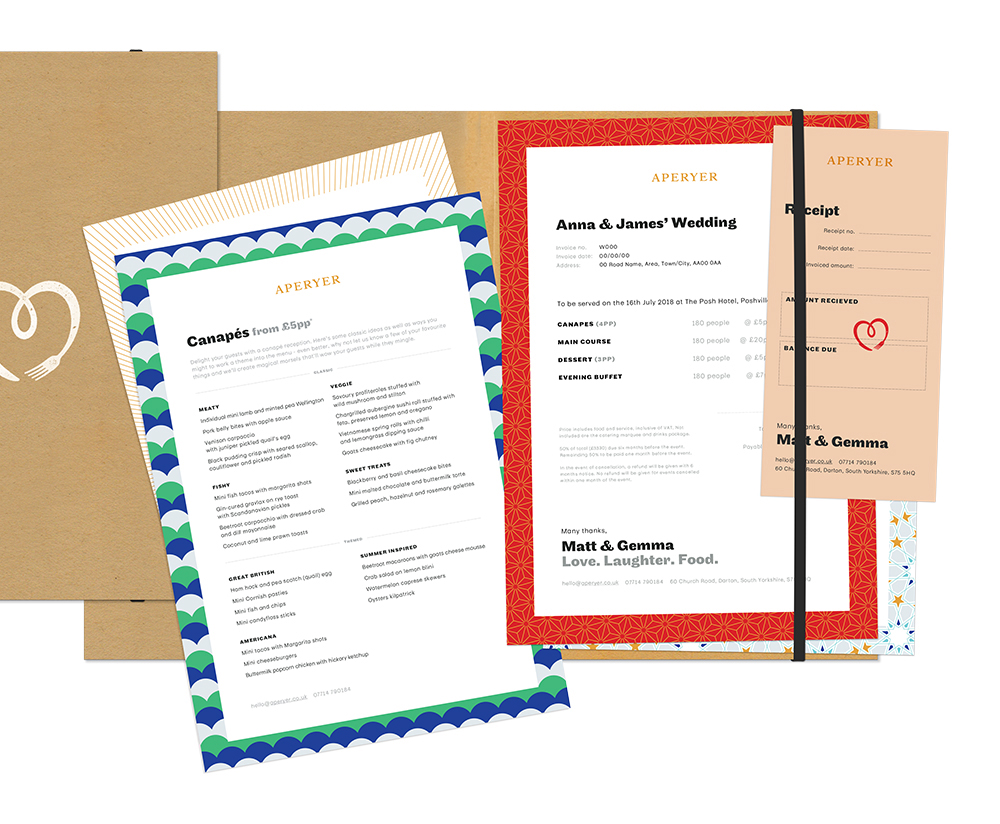 APERYER
Canapés from £5pp*
Delight your guests with a canapé reception. Here's some classic ideas as well as ways you
might to work a theme into the menu - even better, why not let us know a few of your favourite
things and we'll create magical morsels that'll wow your guests while they mingle.
CLASSIC
MEATY
Individual mini lamb and minted pea Wellington
Pork belly bites with apple sauce
Venison carpaccio
with juniper pickled quail's egg
Black pudding crisp with seared scallop,
cauliflower and pickled radish
FISHY
Mini fish tacos with margarita shots
Gin-cured gravlax on rye toast
with Scandinavian pickles
Beetroot carpacchio with dressed crab
and dill mayonnaise
Coconut and lime prawn toasts
VEGGIE
Savoury profiteroles stuffed with
wild mushroom and stilton
Chargrilled aubergine sushi roll stuffed with
feta, preserved lemon and oregano
Vietnamese spring rolls with chilli
and lemongrass dipping sauce
Goats cheesecake with fig chutney
SWEET TREATS
Blackberry and basil cheesecake bites
Mini malted chocolate and buttermilk torte
Grilled peach, hazelnut and rosemary galettes
THEMED
GREAT BRITISH
Ham hock and pea scotch (quail) egg
Mini Cornish pasties
Mini fish and chips
Mini candyfloss sticks
AMERICANA
Mini tacos with Margarita shots
Mini cheeseburgers
Buttermilk popcorn chicken with hickory ketchup
SUMMER INSPIRED
Beetroot macaroons with goats cheese mousse
Crab salad on lemon blini
Watermelon caprese skewers
Oysters kilpatrick
hello@aperyer.co.uk 07714 790184
APERYER
Anna & James' Wedding
Invoice no. W000
Invoice date: 00/00/00
Address: 00 Road Name, Area, Town/City, AA00 0AA
To be served on the 16th July 2018 at The Posh Hotel, Poshvill
CANAPES (4PP) 180 people @ £5p
MAIN COURSE 180 people @ £20p
DESSERT (3PP) 180 people @ £5p
EVENING BUFFET 180 people @ £7
Price includes food and service, inclusive of VAT. Not
included are the catering marquee and drinks package.
50% of total (£5581) due six months before the event.
Remaining 50% to be paid one month before the event.
In the event of cancellation, a refund will be given with 6
months notice. No refund will be given for events cancelled
within one month of the event.
Many thanks,
Matt & Gemma
Love. Laughter. Food.
hello@aperyer.co.uk 07714 790184 60 Church Road, Darton, South Yorkshire, S75 5HQ
APERYER
Receipt
Receipt no.
Receipt date:
Invoiced amount:
AMOUNT RECIEVED
BALANCE DUE
Many thanks,
Matt & Gemma
hello@aperyer.co.uk 07714 790184
60 Church Road, Darton, South Yorkshire, S75 5HQ